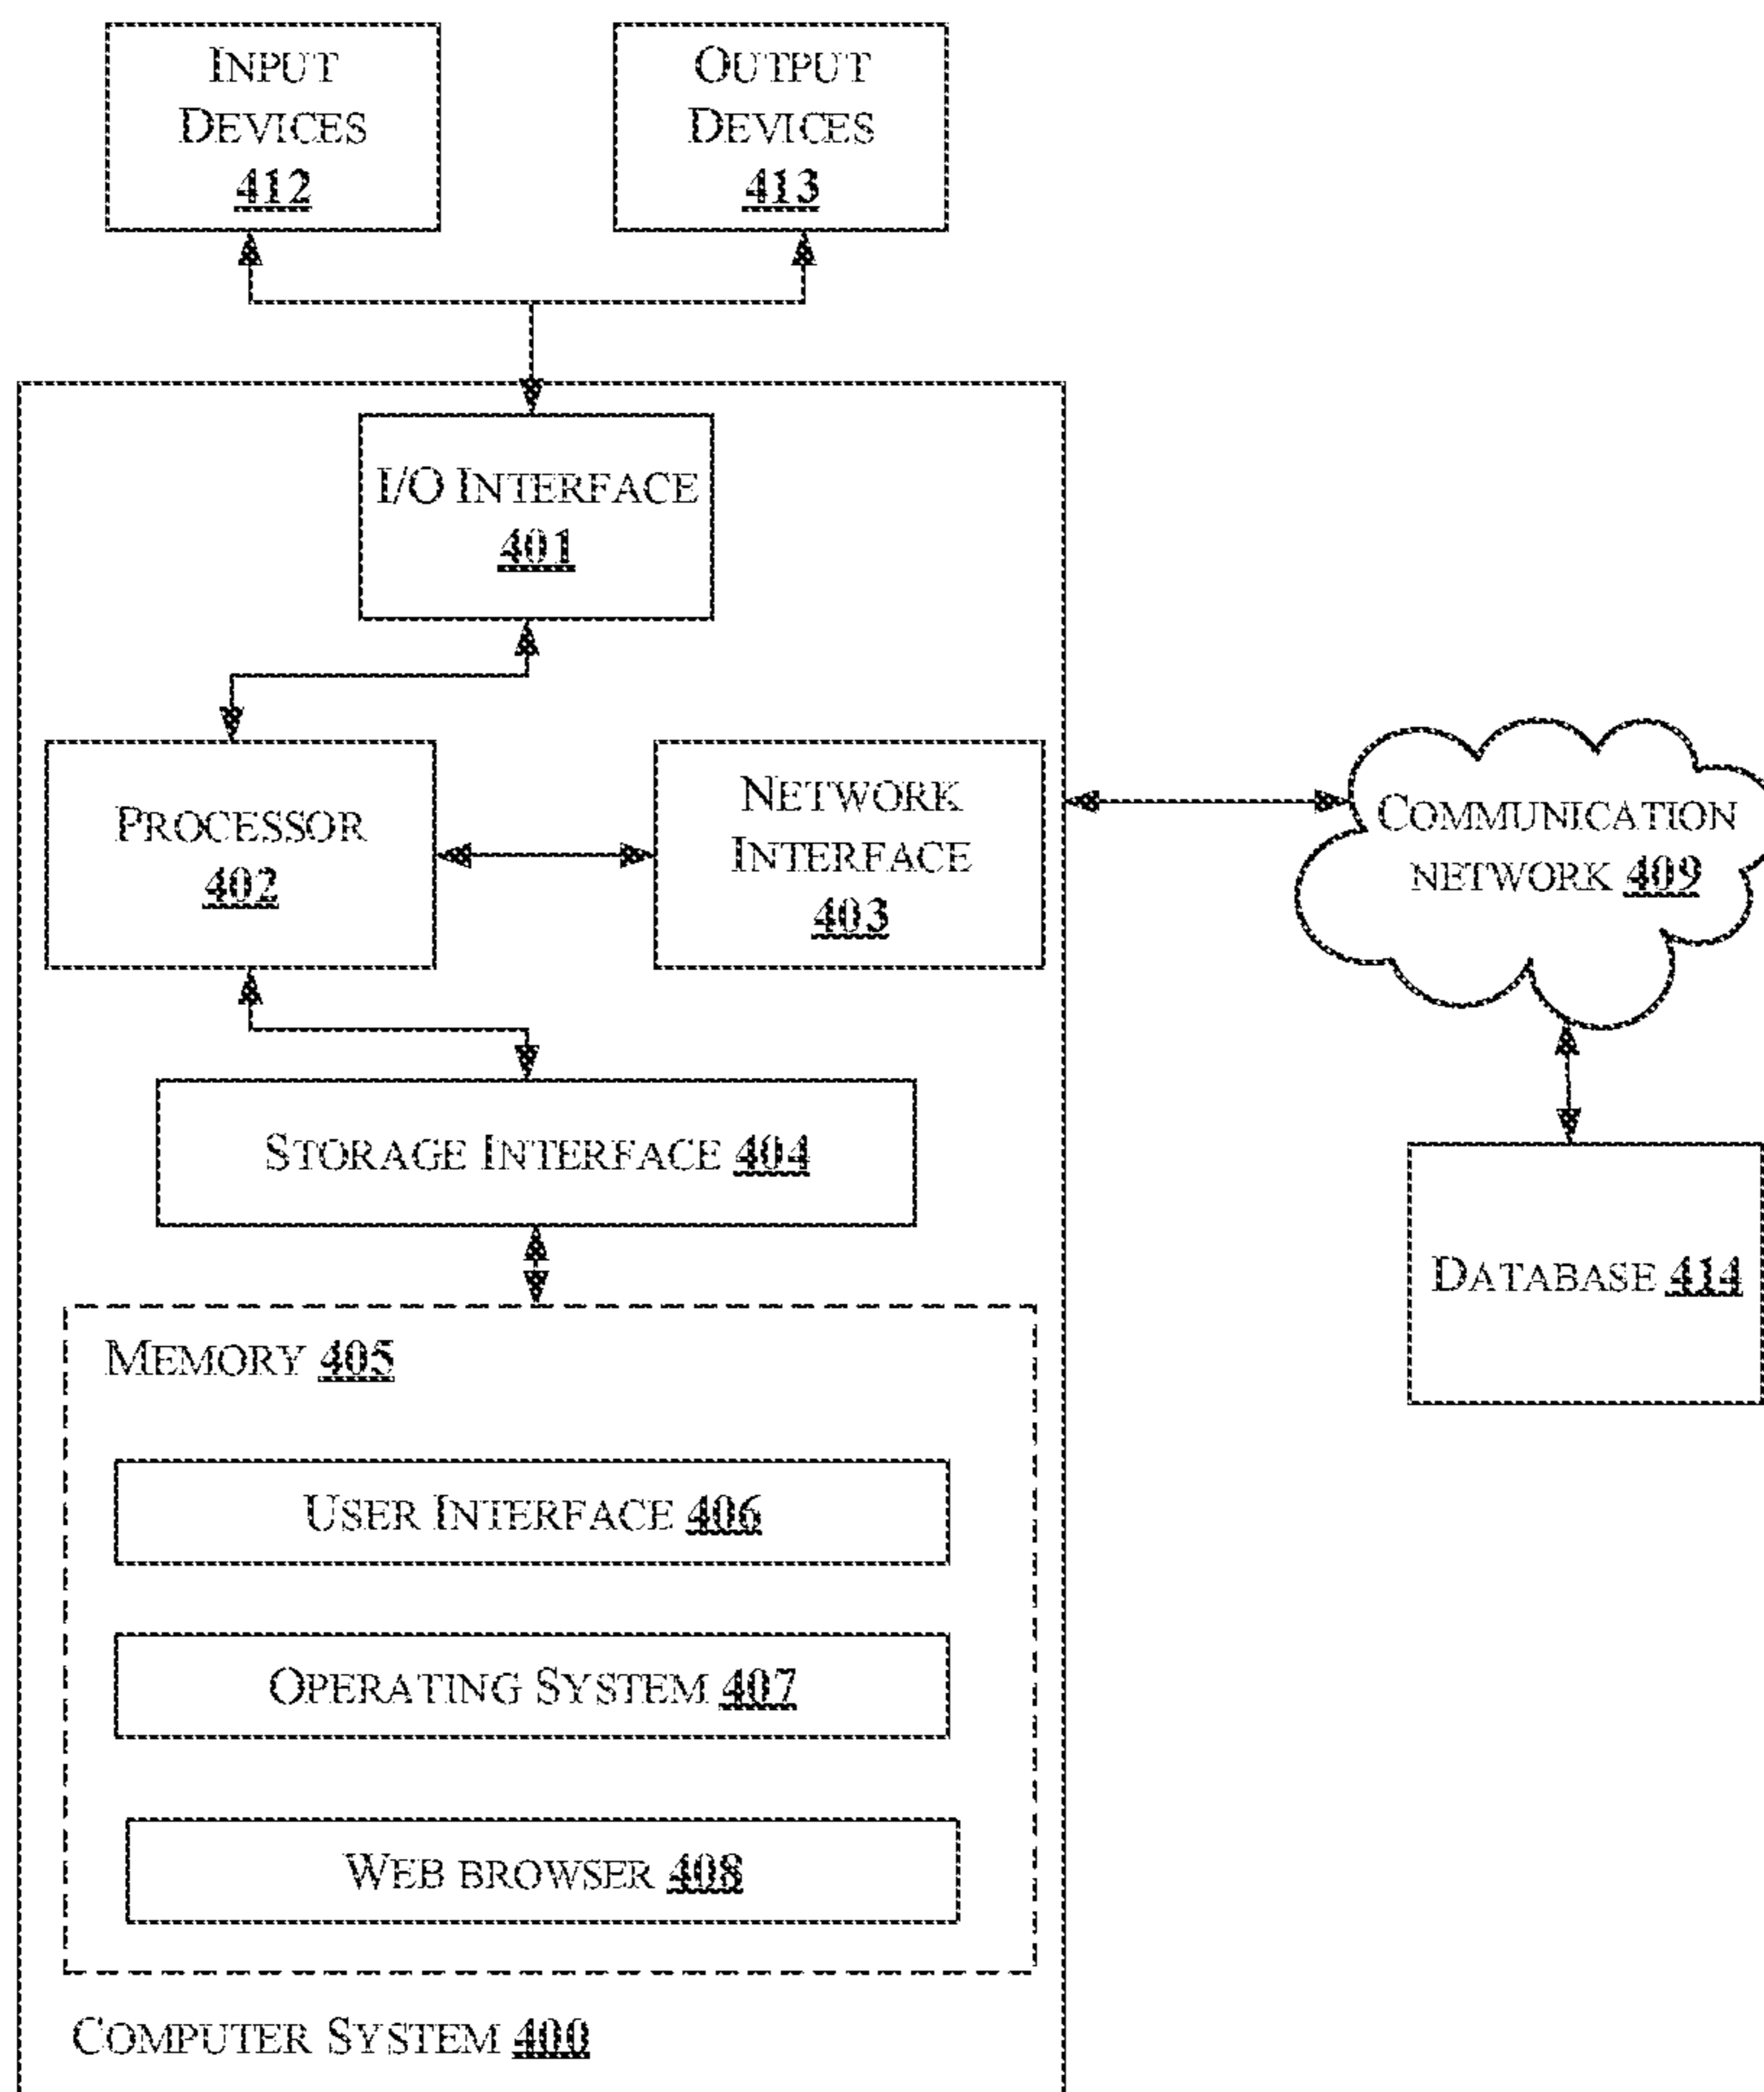 INPUT
DEVICES
412
OUTPUT
DEVICES
413
I/O INTERFACE
401
PROCESSOR
402
NETWORK
INTERFACE
403
COMMUNICATION
NETWORK 409
STORAGE INTERFACE 404
DATABASE 414
MEMORY 405
USER INTERFACE 406
OPERATING SYSTEM 407
WEB BROWSER 408
COMPUTER SYSTEM 400